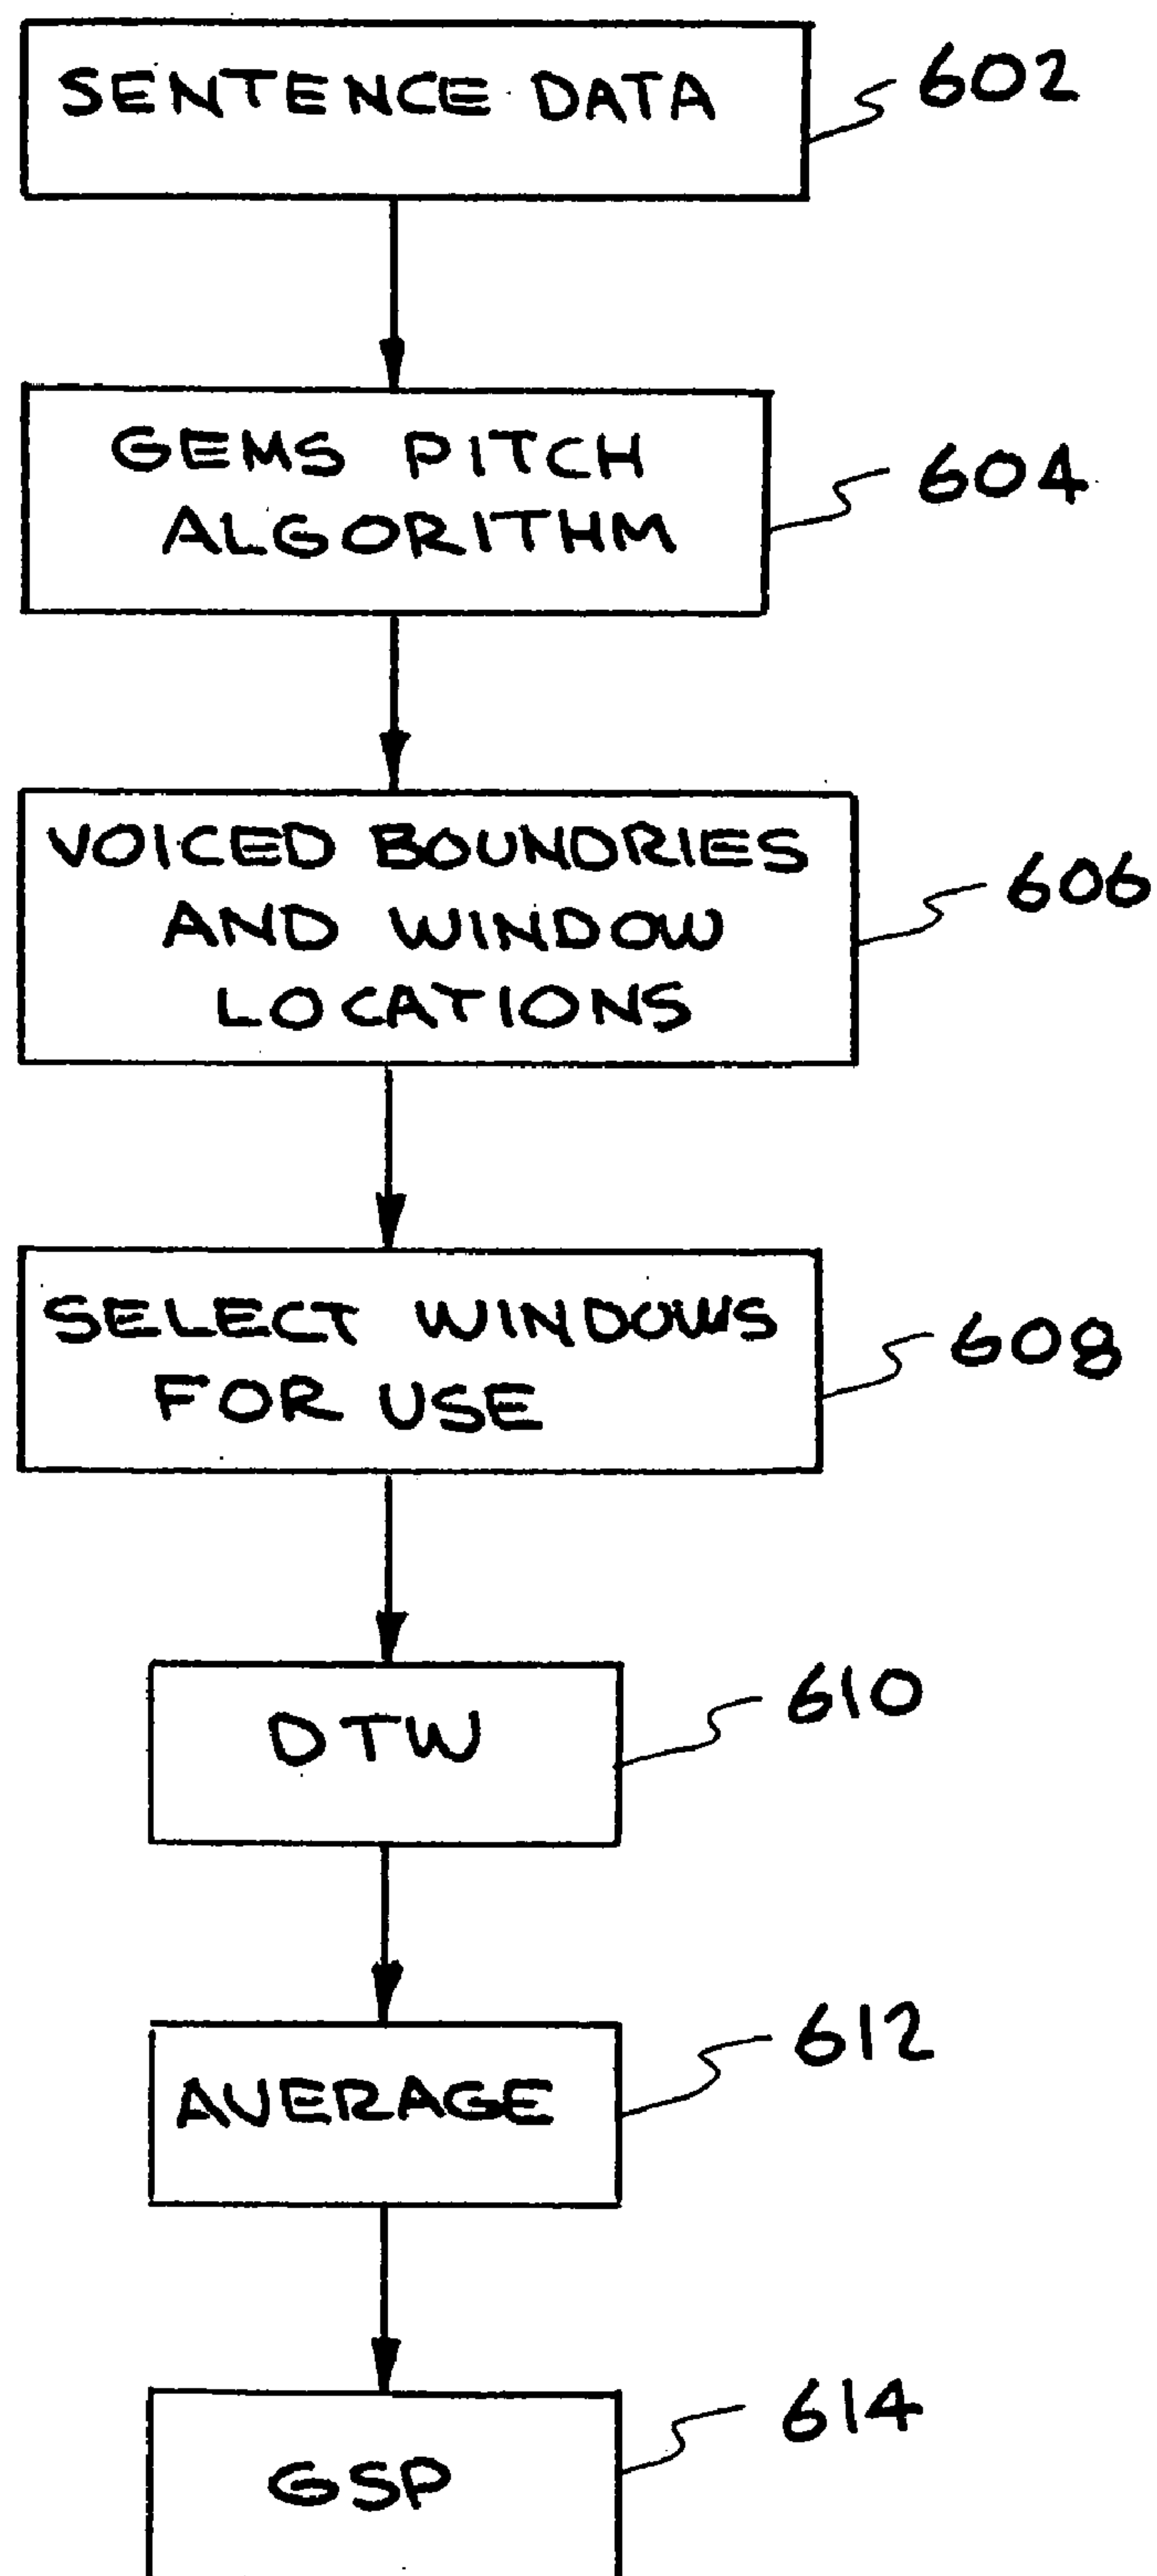 SENTENCE DATA
602
GEMS PITCH
ALGORITHM
604
VOICED BOUNDRIES
AND WINDOW
LOCATIONS
606
SELECT WINDOWS
FOR USE
608
DTW
610
AVERAGE
612
GSP
614